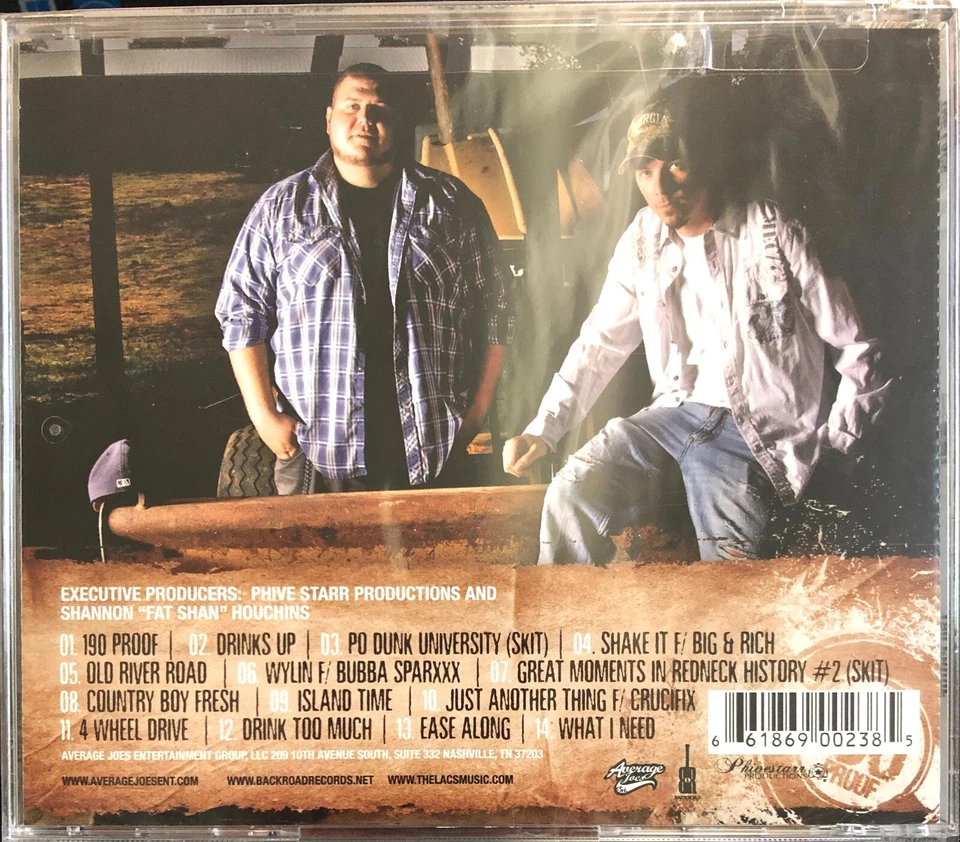 EXECUTIVE PRODUCERS: PHIVE STARR PRODUCTIONS AND
SHANNON "FAT SHAN" HOUCHINS
01. 190 PROOF | 02. DRINKS UP | 03. PO DUNK UNIVERSITY (SKIT) | 04. SHAKE IT F/ BIG & RICH
05. OLD RIVER ROAD | 06. WYLIN F/ BUBBA SPARXXX | 07. GREAT MOMENTS IN REDNECK HISTORY #2 (SKIT)
08. COUNTRY BOY FRESH | 09. ISLAND TIME | 10. JUST ANOTHER THING F/ CRUCIFIX
11. 4 WHEEL DRIVE | 12. DRINK TOO MUCH | 13. EASE ALONG | 14. WHAT I NEED
6 61869 00238 5
AVERAGE JOES ENTERTAINMENT GROUP, LLC 209 10TH AVENUE SOUTH, SUITE 332 NASHVILLE, TN 37203
WWW.AVERAGEJOESENT.COM WWW.BACKROADRECORDS.NET WWW.THELACSMUSIC.COM
Average Joes
Phivestarr
PRODUCTIONS
PROOF